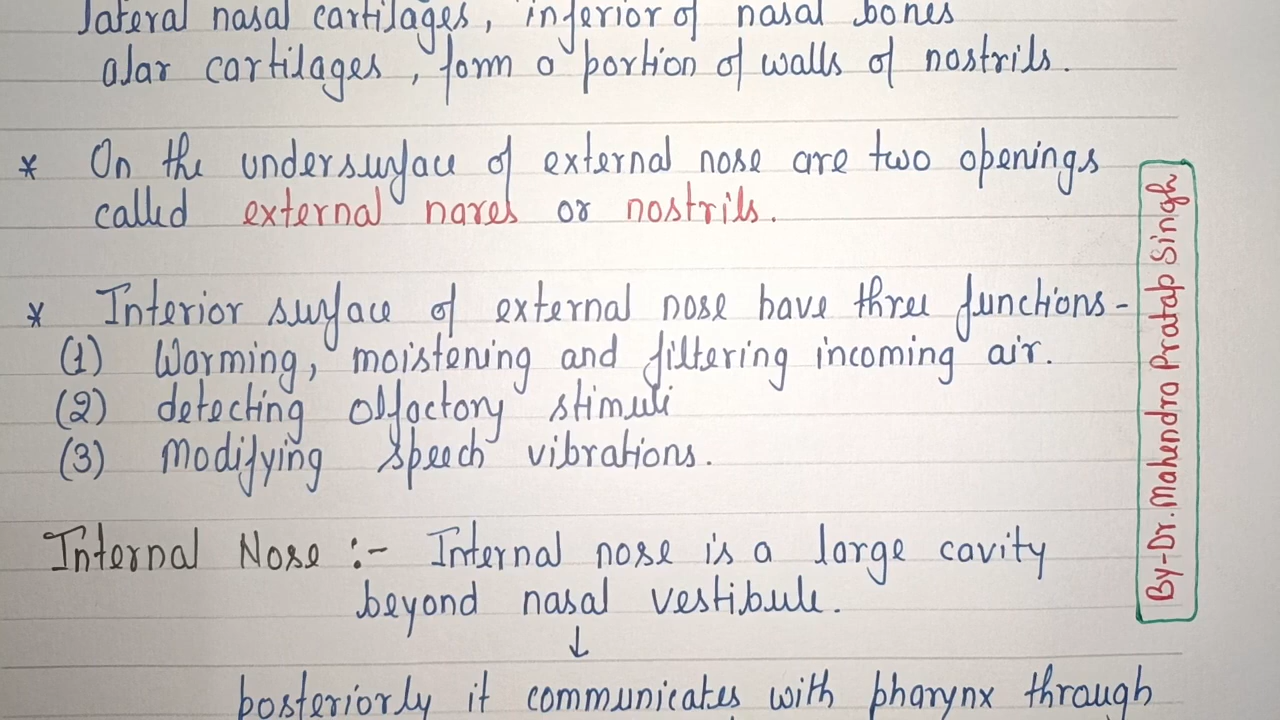 lateral nasal cartilages, inferior of nasal bones
alar cartilages, form a portion of walls of nostrils.
* On the undersurface of external nose are two openings
called external nares or nostrils.
* Interior surface of external nose have three functions-
(1) Warming, moistening and filtering incoming air.
(2) detecting olfactory stimuli
(3) Modifying speech vibrations.
Internal Nose :- Internal nose is a large cavity
beyond nasal vestibule.
↓
posteriorly it communicates with pharynx through
By-Dr. Mahendra Pratap Singh